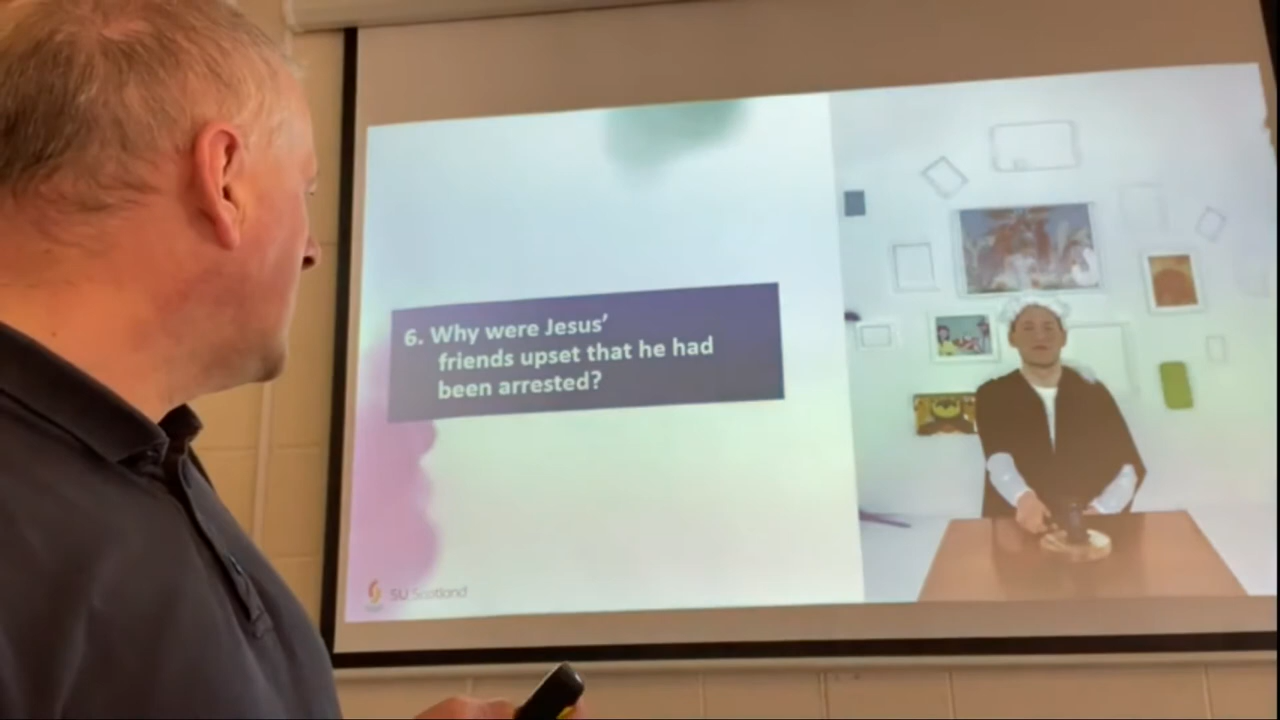 6. Why were Jesus'
friends upset that he had
been arrested?
SU Scotland